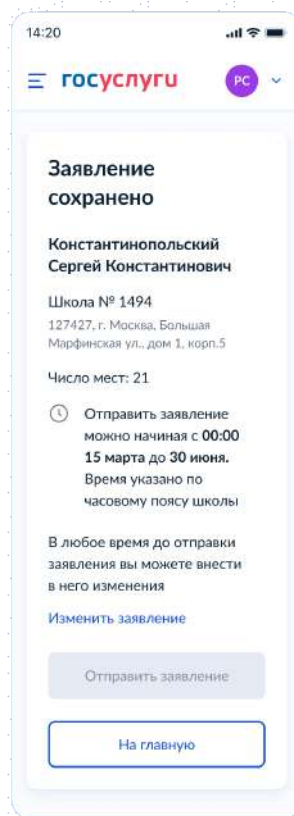 14:20
госуслуги
РС
Заявление
сохранено
Константинопольский
Сергей Константинович
Школа № 1494
127427, г. Москва, Большая
Марфинская ул., дом 1, корп.5
Число мест: 21
Отправить заявление
можно начиная с 00:00
15 марта до 30 июня.
Время указано по
часовому поясу школы
В любое время до отправки
заявления вы можете внести
в него изменения
Изменить заявление
Отправить заявление
На главную